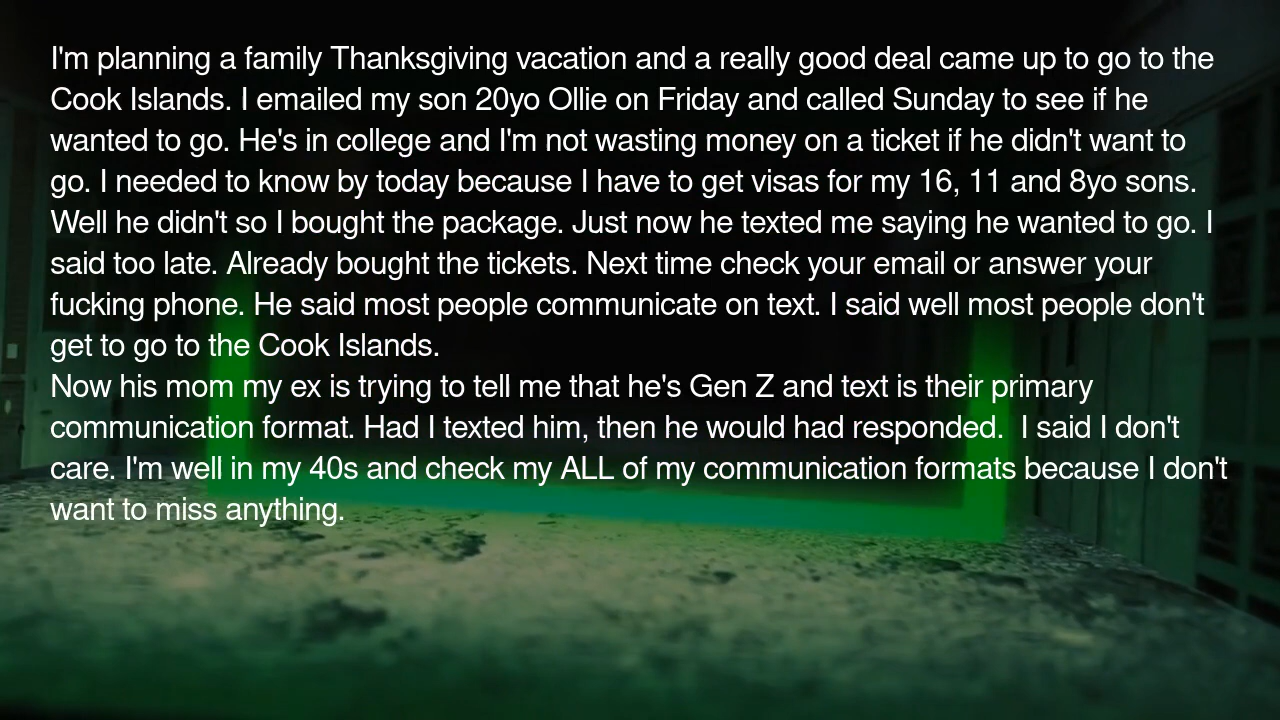 I'm planning a family Thanksgiving vacation and a really good deal came up to go to the
Cook Islands. I emailed my son 20yo Ollie on Friday and called Sunday to see if he
wanted to go. He's in college and I'm not wasting money on a ticket if he didn't want to
go. I needed to know by today because I have to get visas for my 16, 11 and 8yo sons.
Well he didn't so I bought the package. Just now he texted me saying he wanted to go. I
said too late. Already bought the tickets. Next time check your email or answer your
fucking phone. He said most people communicate on text. I said well most people don't
get to go to the Cook Islands.
Now his mom my ex is trying to tell me that he's Gen Z and text is their primary
communication format. Had I texted him, then he would had responded.  I said I don't
care. I'm well in my 40s and check my ALL of my communication formats because I don't
want to miss anything.